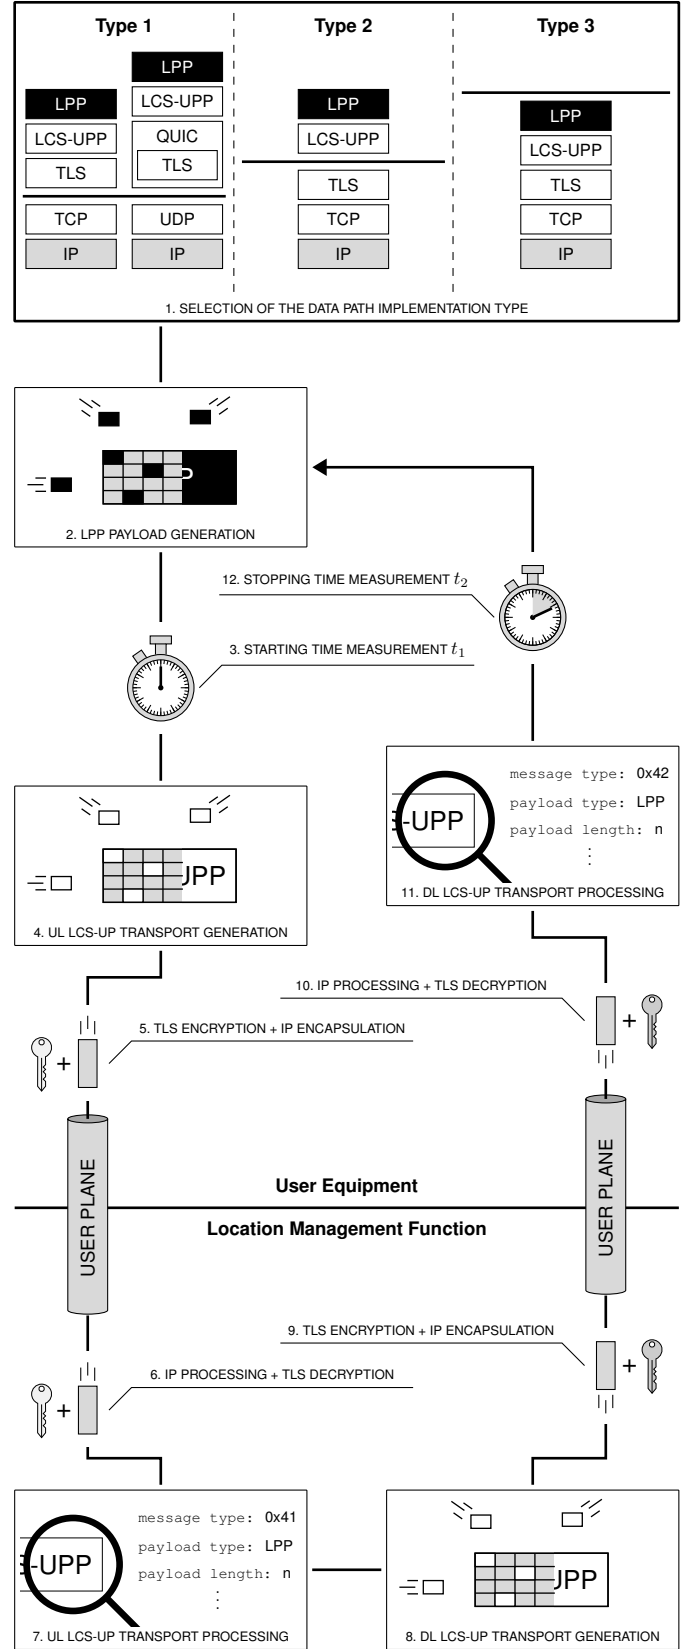 Type 1
Type 2
Type 3
LPP
LCS-UPP
TLS
TCP
IP
LPP
LCS-UPP
QUIC
TLS
UDP
IP
LPP
LCS-UPP
TLS
TCP
IP
LPP
LCS-UPP
TLS
TCP
IP
1. SELECTION OF THE DATA PATH IMPLEMENTATION TYPE
2. LPP PAYLOAD GENERATION
12. STOPPING TIME MEASUREMENT t₂
3. STARTING TIME MEASUREMENT t₁
message type: 0x42
payload type: LPP
payload length: n
⋮
-UPP
11. DL LCS-UP TRANSPORT PROCESSING
JPP
4. UL LCS-UP TRANSPORT GENERATION
10. IP PROCESSING + TLS DECRYPTION
+
5. TLS ENCRYPTION + IP ENCAPSULATION
+
USER PLANE
USER PLANE
User Equipment
Location Management Function
9. TLS ENCRYPTION + IP ENCAPSULATION
+
6. IP PROCESSING + TLS DECRYPTION
+
message type: 0x41
payload type: LPP
payload length: n
⋮
-UPP
7. UL LCS-UP TRANSPORT PROCESSING
JPP
8. DL LCS-UP TRANSPORT GENERATION